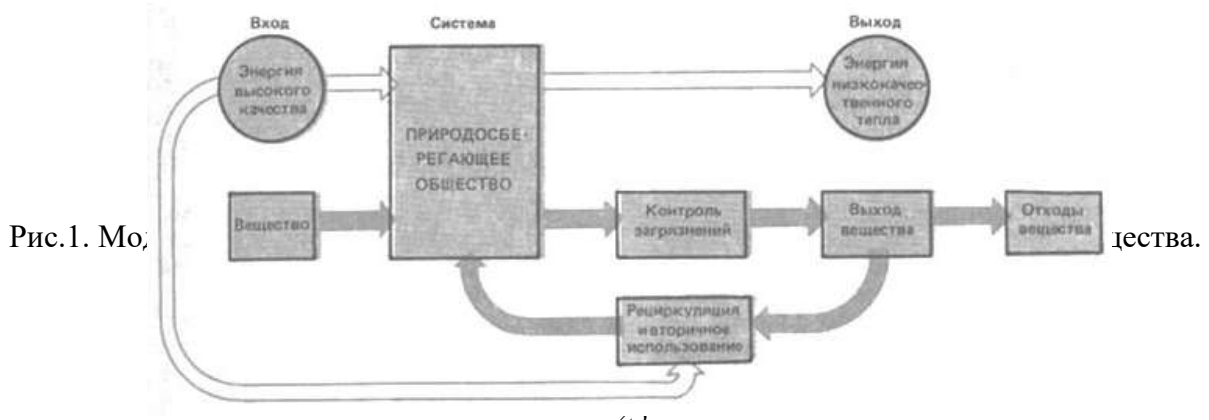 Вход
Система
Выход
Энергия
высокого
качества
ПРИРОДОСБЕ-
РЕГАЮЩЕЕ
ОБЩЕСТВО
Энергия
низкокачес-
твенного
тепла
Вещество
Контроль
загрязнений
Выход
вещества
Отходы
вещества
Рис.1. Мод
щества.
Рециркуляция
и вторичное
использование